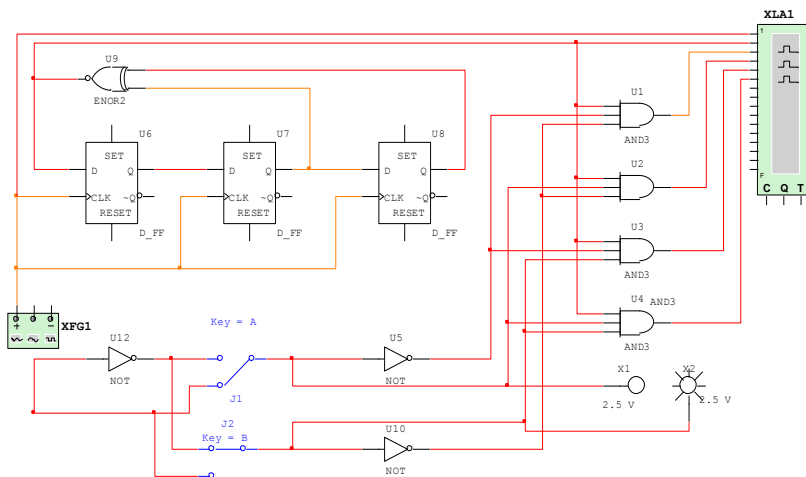 XLA1
1
F
C Q T
U9
ENOR2
U6
SET
D Q
CLK ~Q
RESET
D_FF
U7
SET
D Q
CLK ~Q
RESET
D_FF
U8
SET
D Q
CLK ~Q
RESET
D_FF
U1
AND3
U2
AND3
U3
AND3
U4
AND3
AND3
XFG1
+ −
U12
NOT
Key = A
J1
J2
Key = B
U5
NOT
U10
NOT
X1
2.5 V
X2
2.5 V